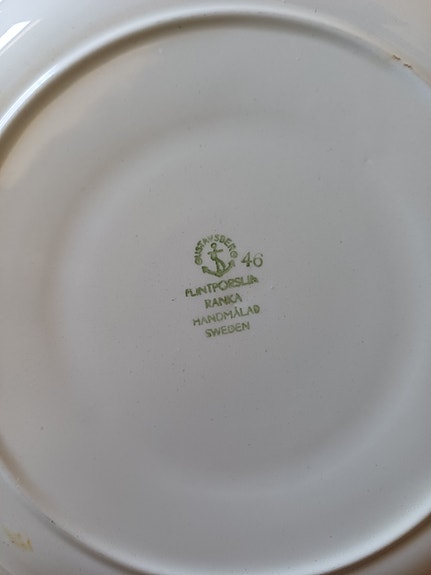 GUSTAVSBERG 46
FLINTPORSLIN
RANKA
HANDMÅLAD
SWEDEN